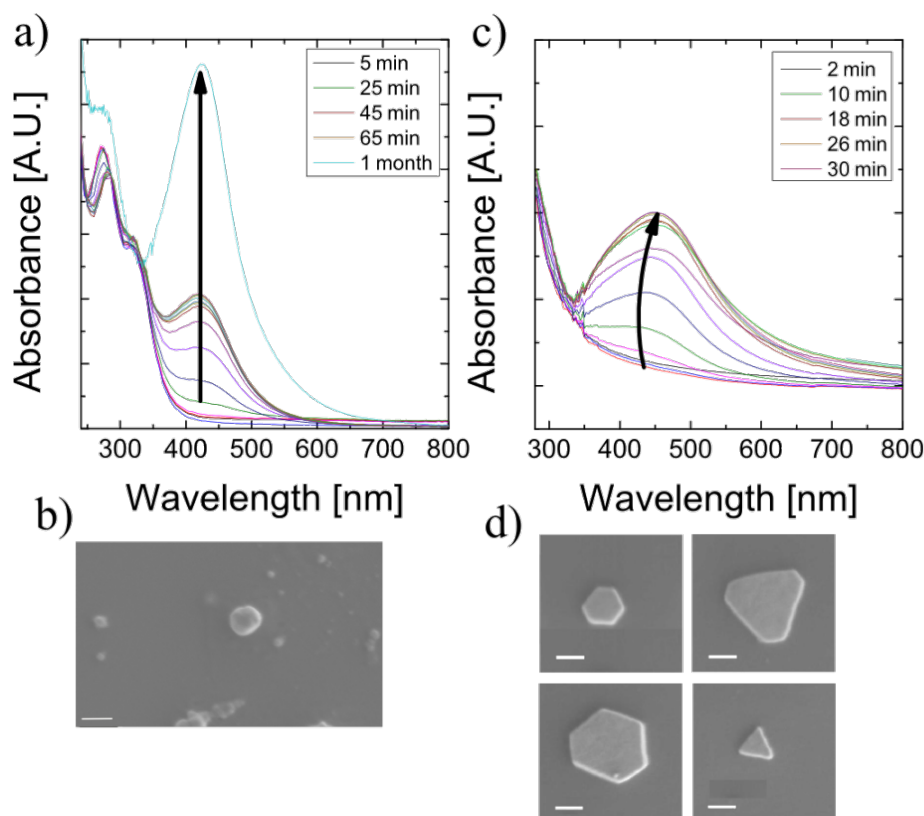 a)
5 min
25 min
45 min
65 min
1 month
Absorbance [A.U.]
300 400 500 600 700 800
Wavelength [nm]
c)
2 min
10 min
18 min
26 min
30 min
Absorbance [A.U.]
300 400 500 600 700 800
Wavelength [nm]
b)
d)